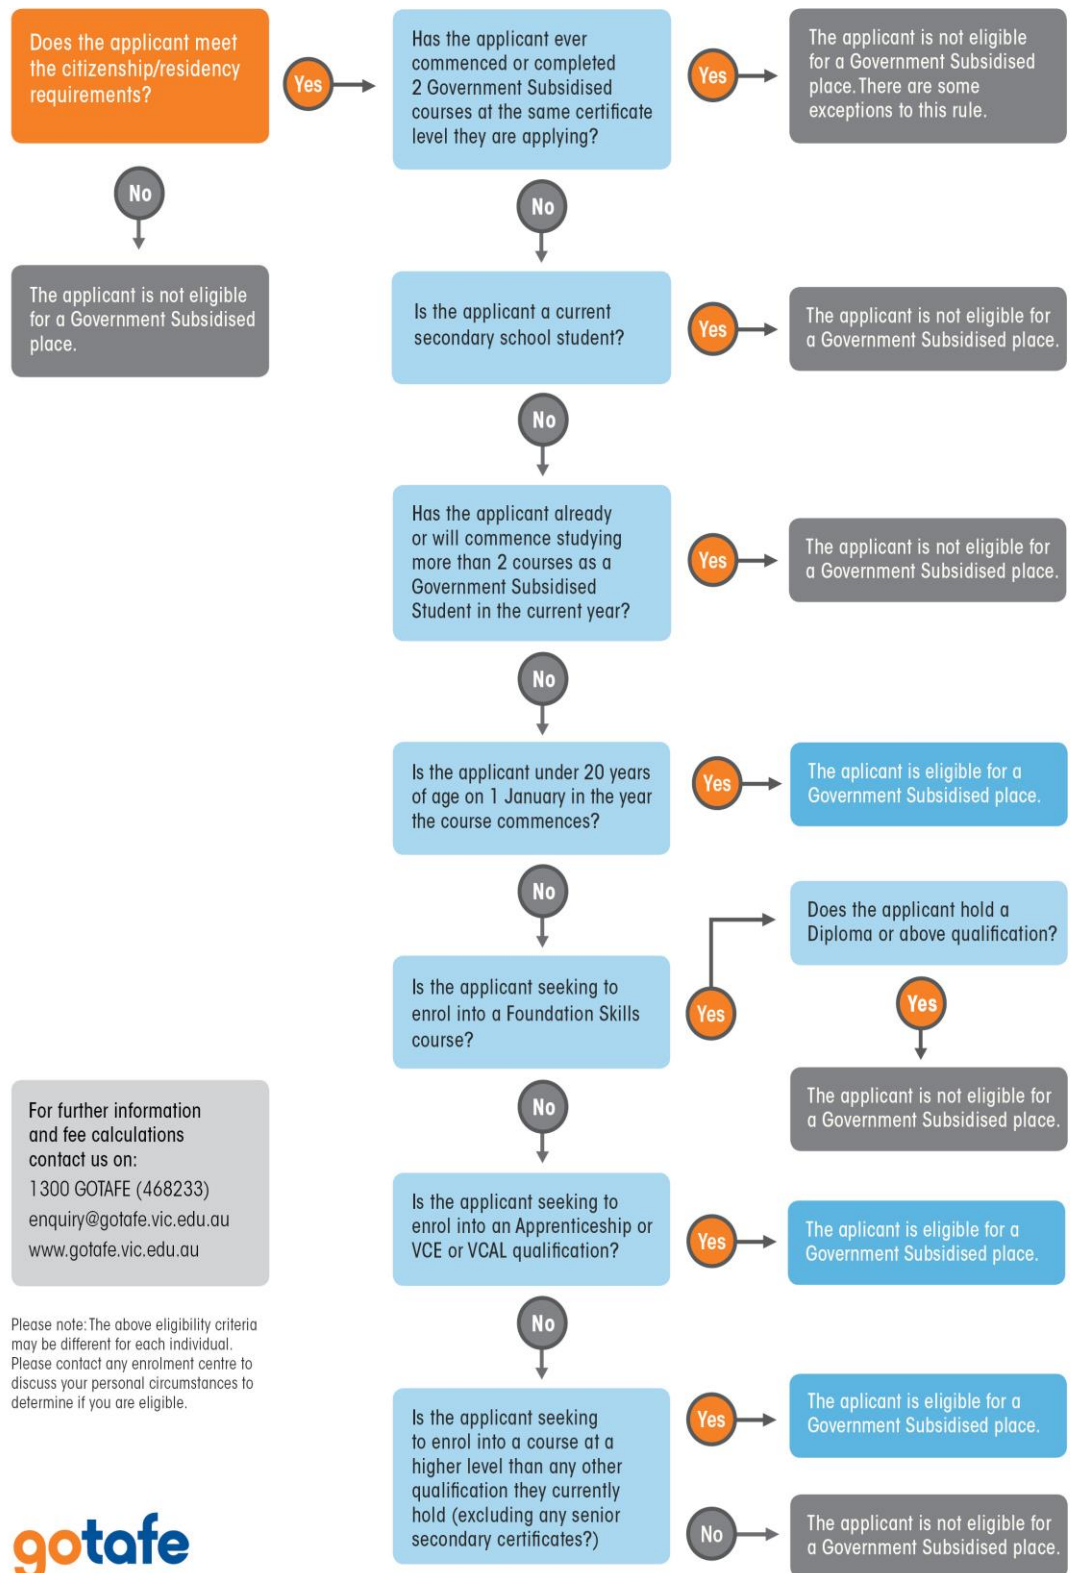 Does the applicant meet
the citizenship/residency
requirements?
Yes
Has the applicant ever
commenced or completed
2 Government Subsidised
courses at the same certificate
level they are applying?
Yes
The applicant is not eligible
for a Government Subsidised
place. There are some
exceptions to this rule.
No
The applicant is not eligible
for a Government Subsidised
place.
No
Is the applicant a current
secondary school student?
Yes
The applicant is not eligible for
a Government Subsidised place.
No
Has the applicant already
or will commence studying
more than 2 courses as a
Government Subsidised
Student in the current year?
Yes
The applicant is not eligible for
a Government Subsidised place.
No
Is the applicant under 20 years
of age on 1 January in the year
the course commences?
Yes
The aplicant is eligible for a
Government Subsidised place.
No
Is the applicant seeking to
enrol into a Foundation Skills
course?
Yes
Does the applicant hold a
Diploma or above qualification?
Yes
The applicant is not eligible for
a Government Subsidised place.
No
Is the applicant seeking to
enrol into an Apprenticeship or
VCE or VCAL qualification?
Yes
The aplicant is eligible for a
Government Subsidised place.
No
Is the applicant seeking
to enrol into a course at a
higher level than any other
qualification they currently
hold (excluding any senior
secondary certificates?)
Yes
The aplicant is eligible for a
Government Subsidised place.
No
The applicant is not eligible for
a Government Subsidised place.
For further information
and fee calculations
contact us on:
1300 GOTAFE (468233)
enquiry@gotafe.vic.edu.au
www.gotafe.vic.edu.au
Please note: The above eligibility criteria
may be different for each individual.
Please contact any enrolment centre to
discuss your personal circumstances to
determine if you are eligible.
gotafe